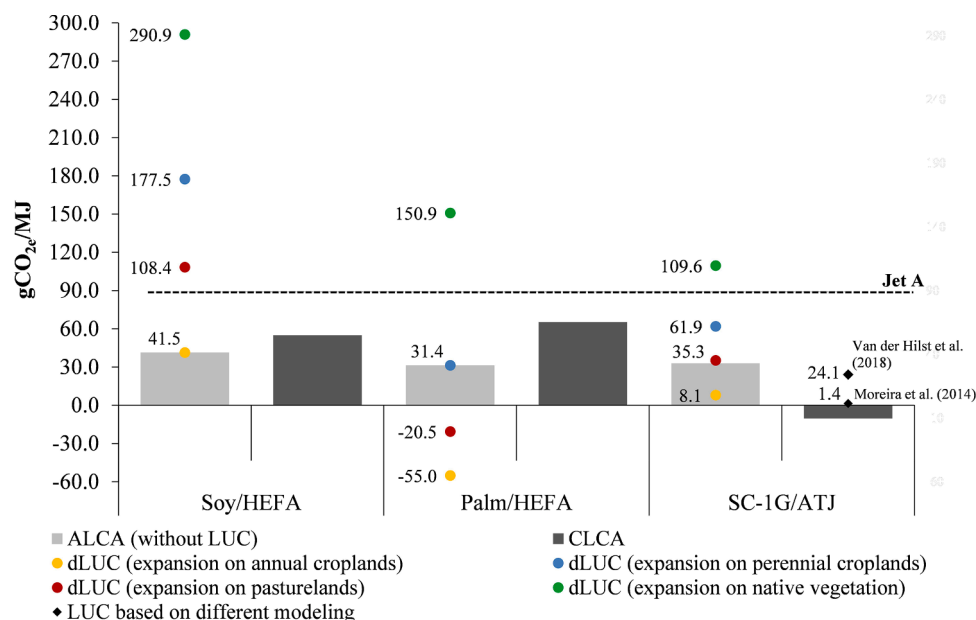 300.0
270.0
240.0
210.0
180.0
150.0
120.0
90.0
60.0
30.0
0.0
-30.0
-60.0
gCO2e/MJ
290.9
177.5
108.4
41.5
150.9
31.4
-20.5
-55.0
109.6
61.9
35.3
8.1
Jet A
Van der Hilst et al.
(2018)
24.1
1.4
Moreira et al. (2014)
290
240
190
140
90
Soy/HEFA
Palm/HEFA
SC-1G/ATJ
ALCA (without LUC)
CLCA
dLUC (expansion on annual croplands)
dLUC (expansion on perennial croplands)
dLUC (expansion on pasturelands)
dLUC (expansion on native vegetation)
LUC based on different modeling